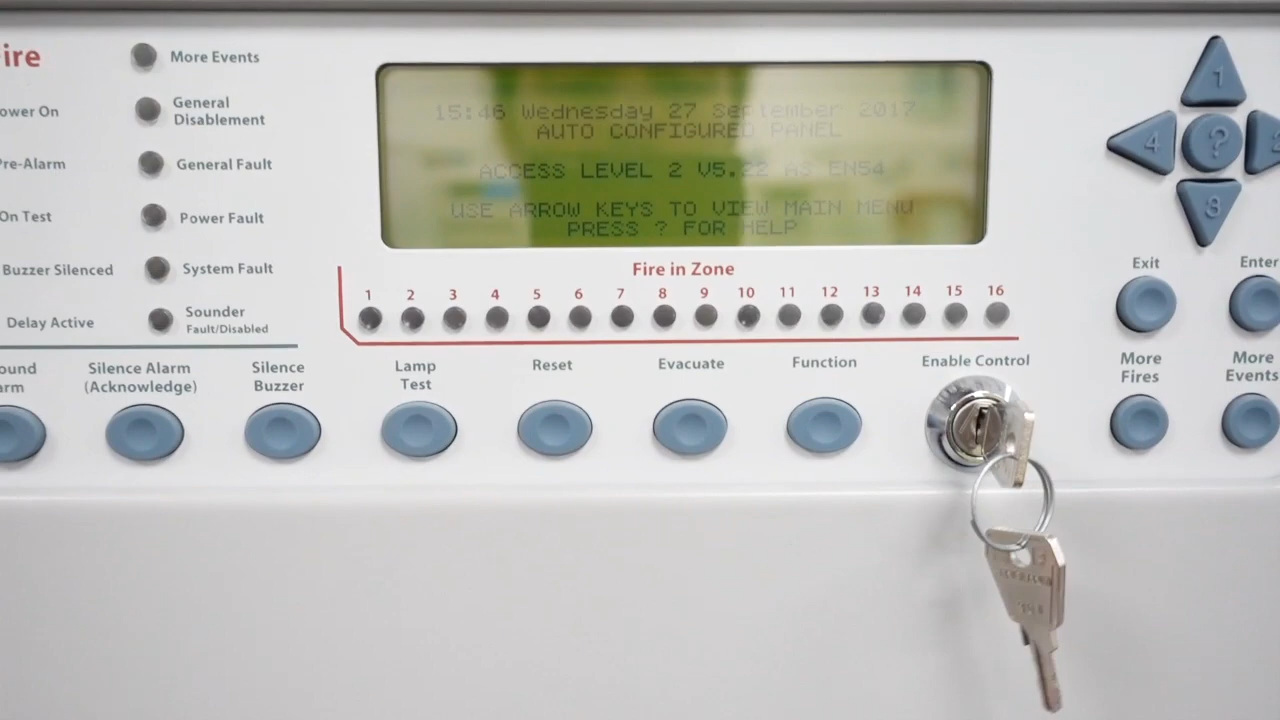 ire
ower On
Pre-Alarm
On Test
Buzzer Silenced
Delay Active
More Events
General
Disablement
General Fault
Power Fault
System Fault
Sounder
Fault/Disabled
15:46 Wednesday 27 September 2017
AUTO CONFIGURED PANEL
ACCESS LEVEL 2 V5.22 AS EN54
USE ARROW KEYS TO VIEW MAIN MENU
PRESS ? FOR HELP
Fire in Zone
1 2 3 4 5 6 7 8 9 10 11 12 13 14 15 16
1
4 ? 2
3
Exit
Enter
More
Fires
More
Events
ound
arm
Silence Alarm
(Acknowledge)
Silence
Buzzer
Lamp
Test
Reset
Evacuate
Function
Enable Control